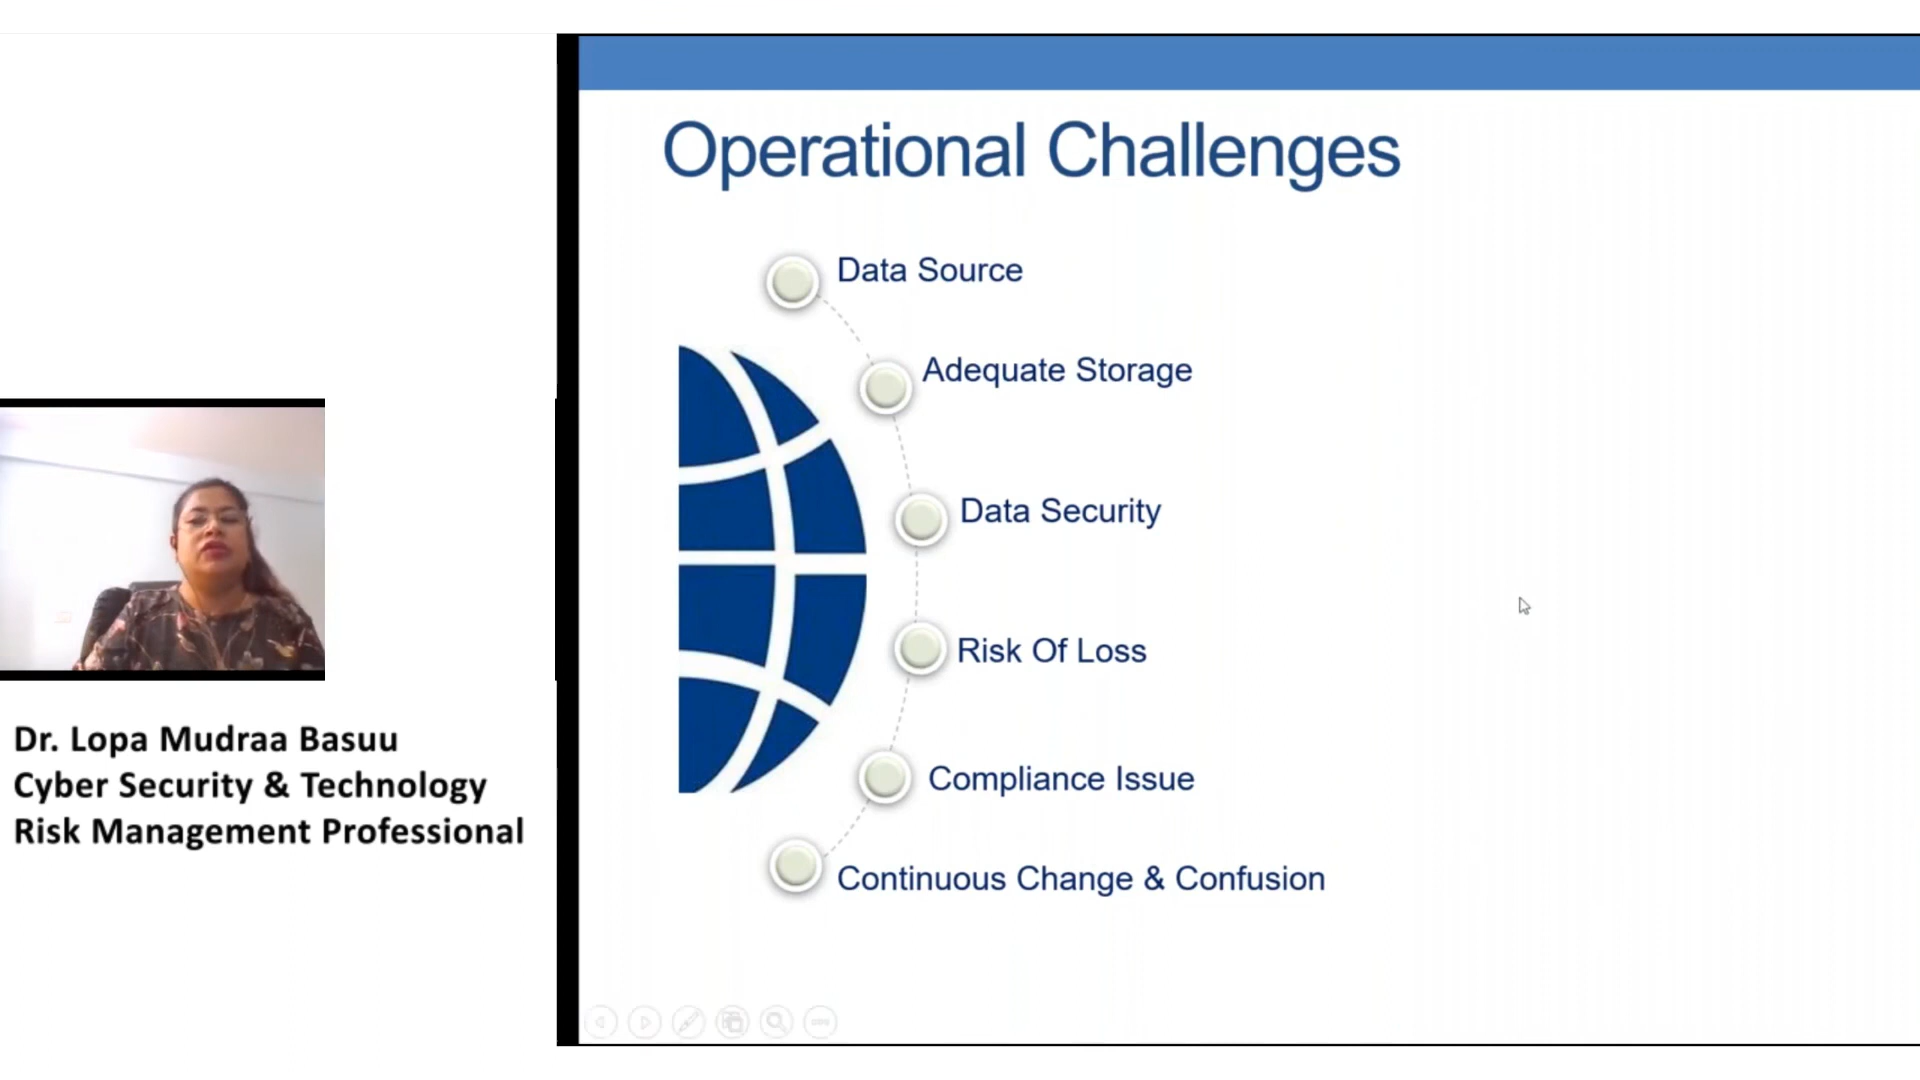 Operational Challenges
Data Source
Adequate Storage
Data Security
Risk Of Loss
Compliance Issue
Continuous Change & Confusion
Dr. Lopa Mudraa Basuu
Cyber Security & Technology
Risk Management Professional